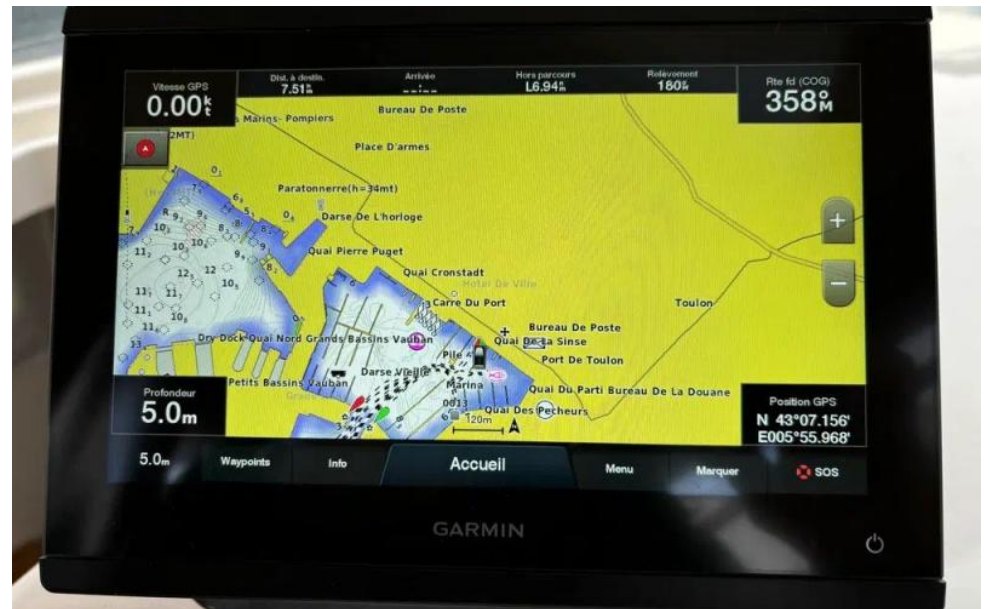 Vitesse GPS
0.00kt
Dist. à destin.
7.51
Arrivée
--:--
Hors parcours
L6.94
Relèvement
180
Rte fd (COG)
358°M
s Marins- Pompiers
Bureau De Poste
2MT)
A
Place D'armes
Paratonnerre(h=34mt)
Darse De L'horloge
Quai Pierre Puget
Quai Cronstadt
Hotel De Ville
Carre Du Port
Toulon
Bureau De Poste
Quai De La Sinse
Dry Dock
Quai Nord Grands Bassins Vauban
Port De Toulon
Petits Bassins Vauban
Darse Vieille
Marina
Quai Du Parti
Bureau De La Douane
0013
Quai Des Pecheurs
120m
Profondeur
5.0m
Position GPS
N 43°07.156'
E005°55.968'
5.0m
Waypoints
Info
Accueil
Menu
Marquer
SOS
GARMIN